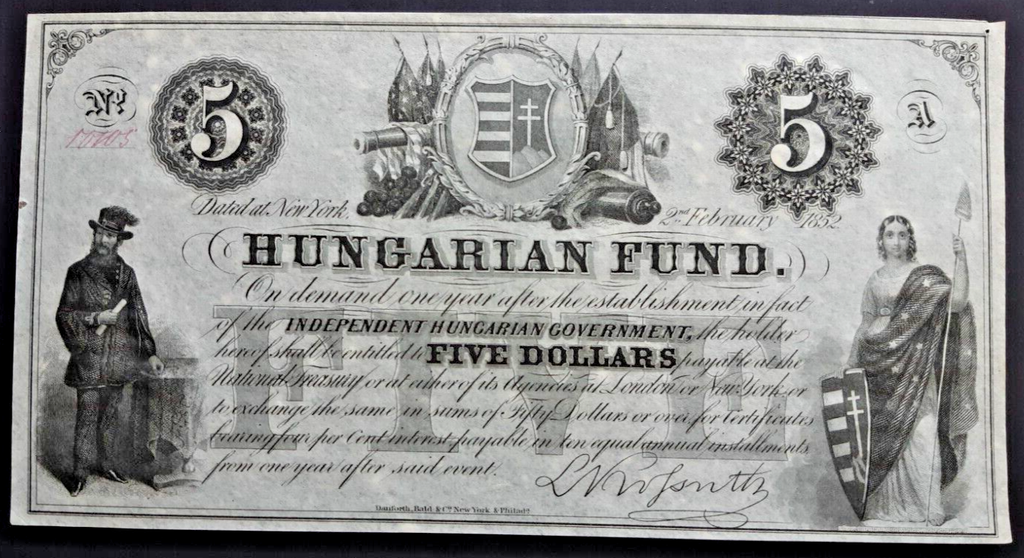 5 5
Nº A
17705
Dated at New York, 2nd February 1852
HUNGARIAN FUND.
On demand one year after the establishment, in fact
of the INDEPENDENT HUNGARIAN GOVERNMENT, the holder
hereof shall be entitled to FIVE DOLLARS payable at the
National Treasury or at either of its Agencies at London or New York, or
to exchange the same in sums of Fifty Dollars or over for Certificates
bearing four per Cent interest payable in ten equal annual installments,
from one year after said event.
FIVE
Danforth, Bald & Co. New York & Philada